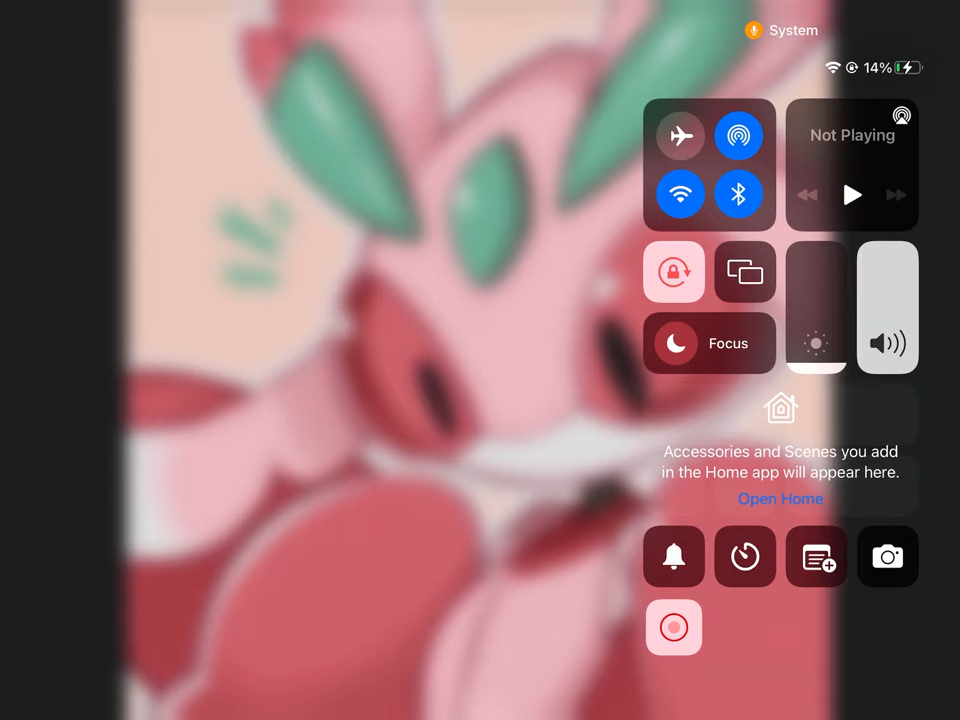 System
14%
Not Playing
Focus
Accessories and Scenes you add
in the Home app will appear here.
Open Home